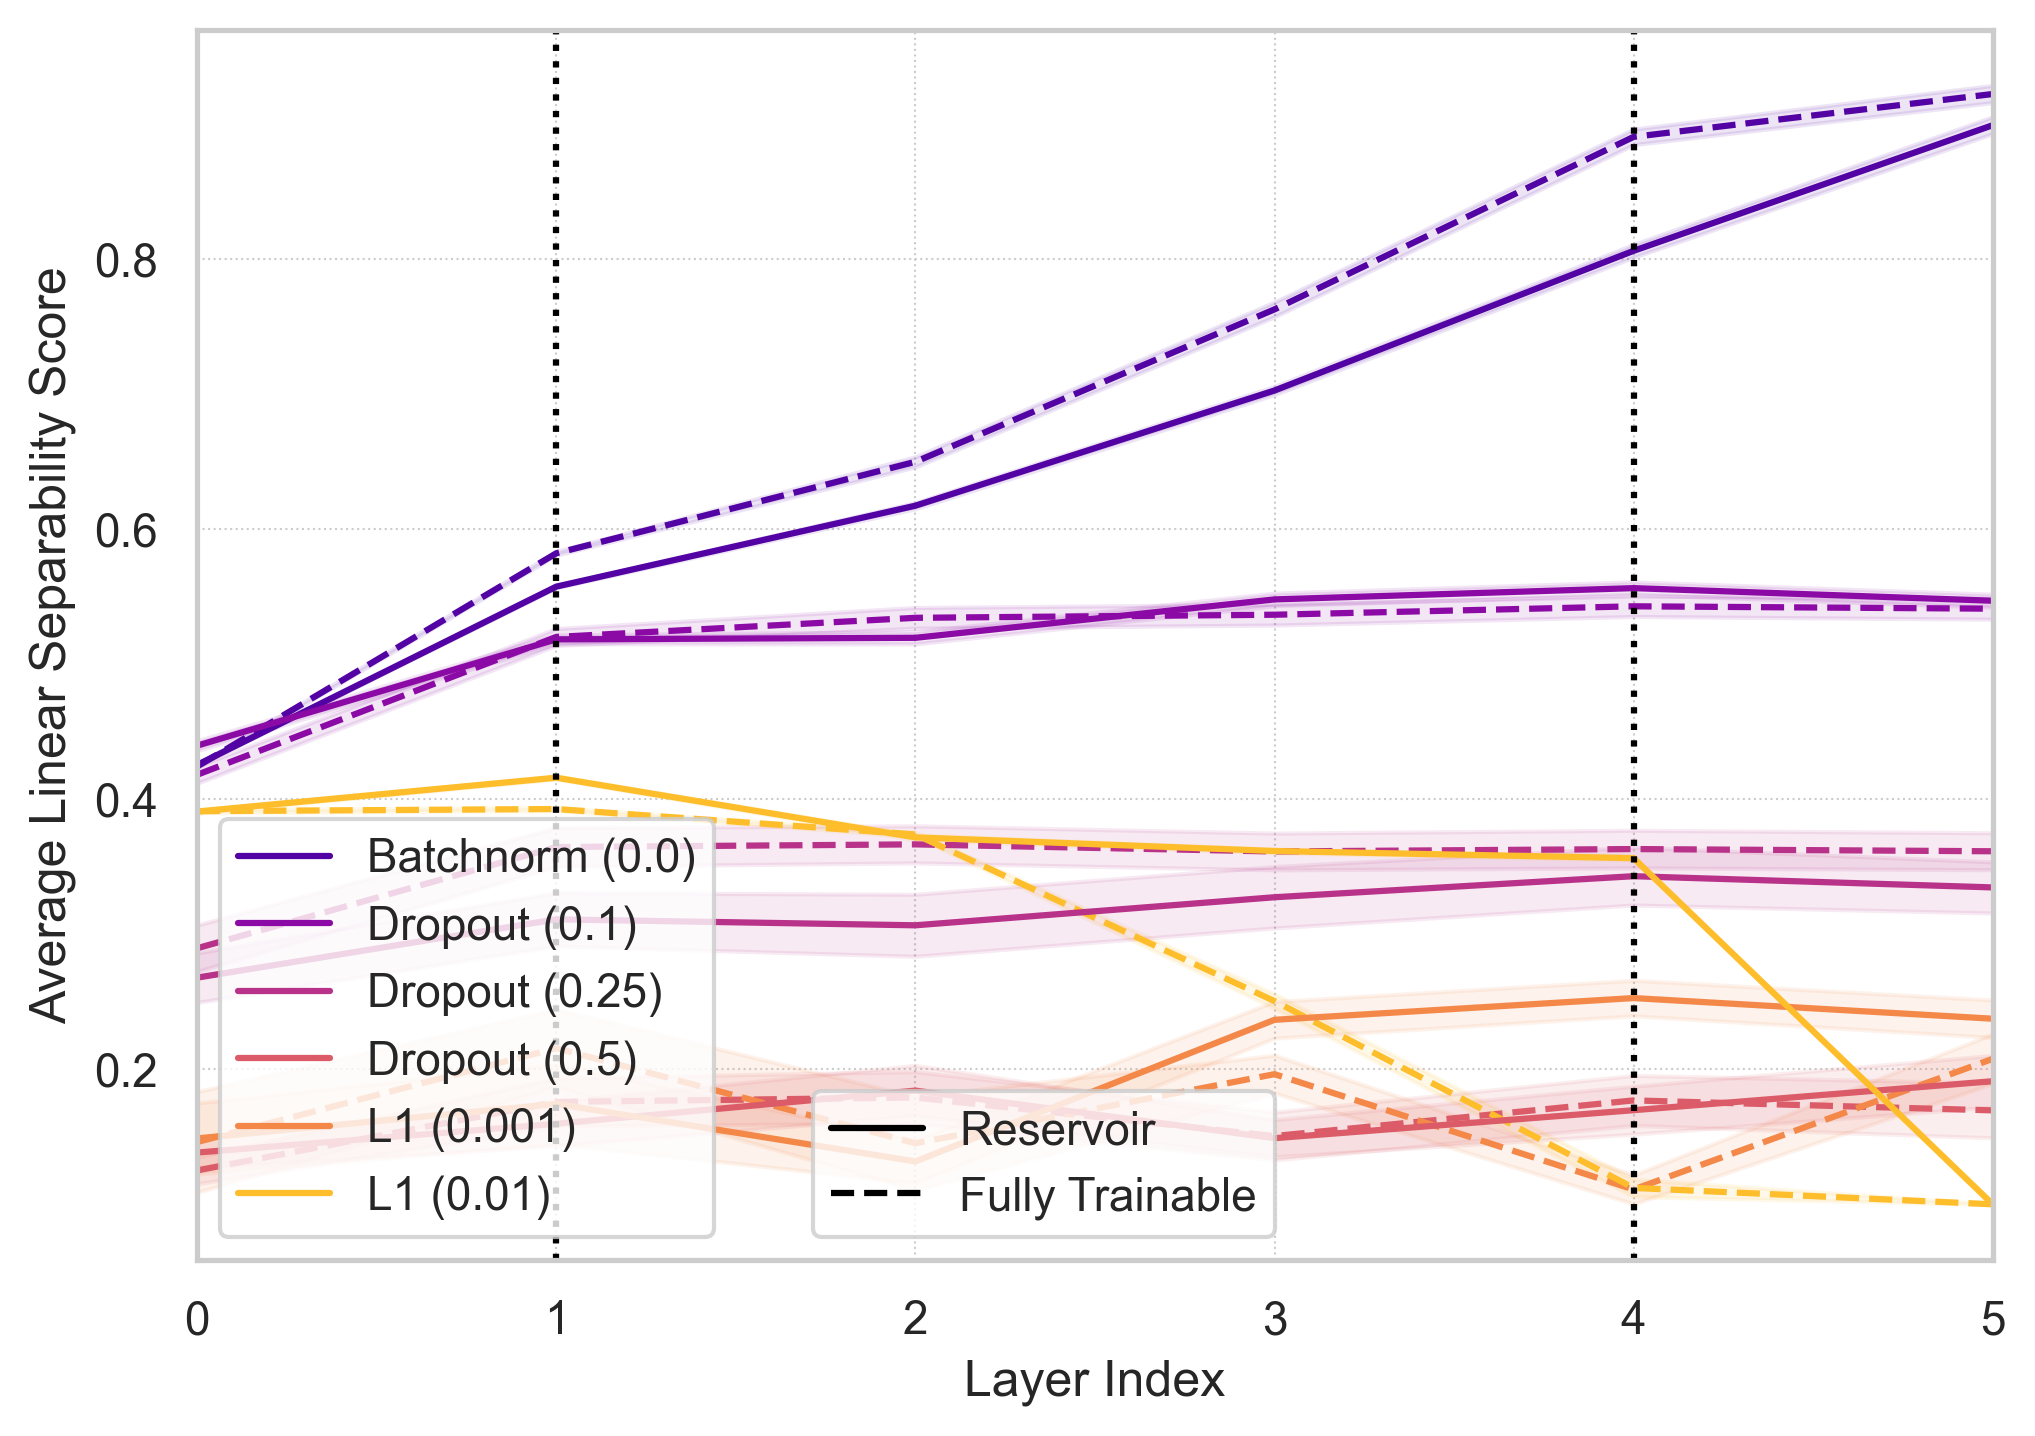 Average Linear Separability Score
0.8
0.6
0.4
0.2
Batchnorm (0.0)
Dropout (0.1)
Dropout (0.25)
Dropout (0.5)
L1 (0.001)
L1 (0.01)
Reservoir
Fully Trainable
0 1 2 3 4 5
Layer Index